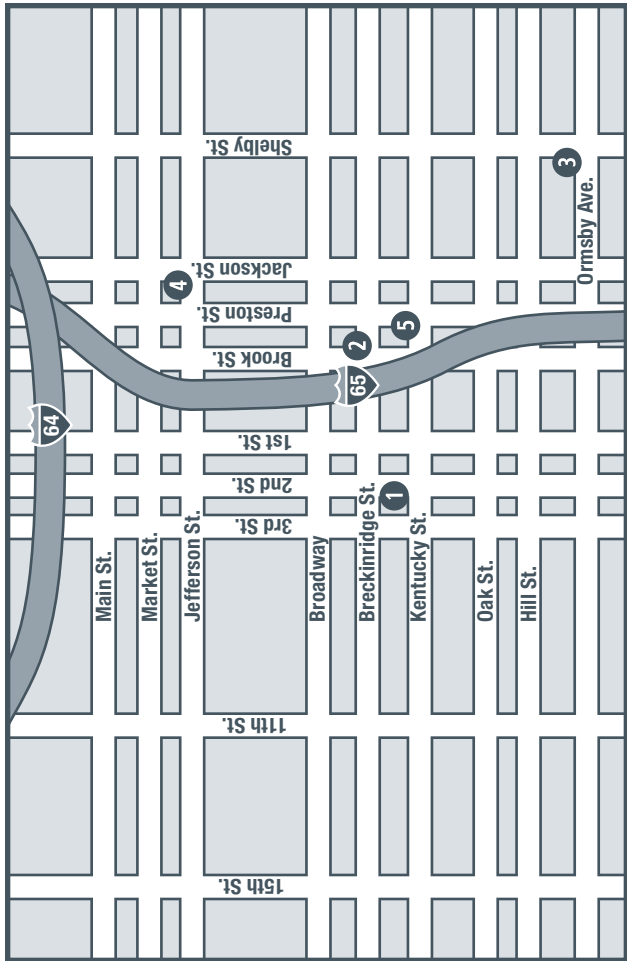 64
65
Main St.
Market St.
Jefferson St.
Broadway
Breckinridge St.
Kentucky St.
Oak St.
Hill St.
Ormsby Ave.
15th St.
11th St.
3rd St.
2nd St.
1st St.
Brook St.
Preston St.
Jackson St.
Shelby St.
1
2
3
4
5